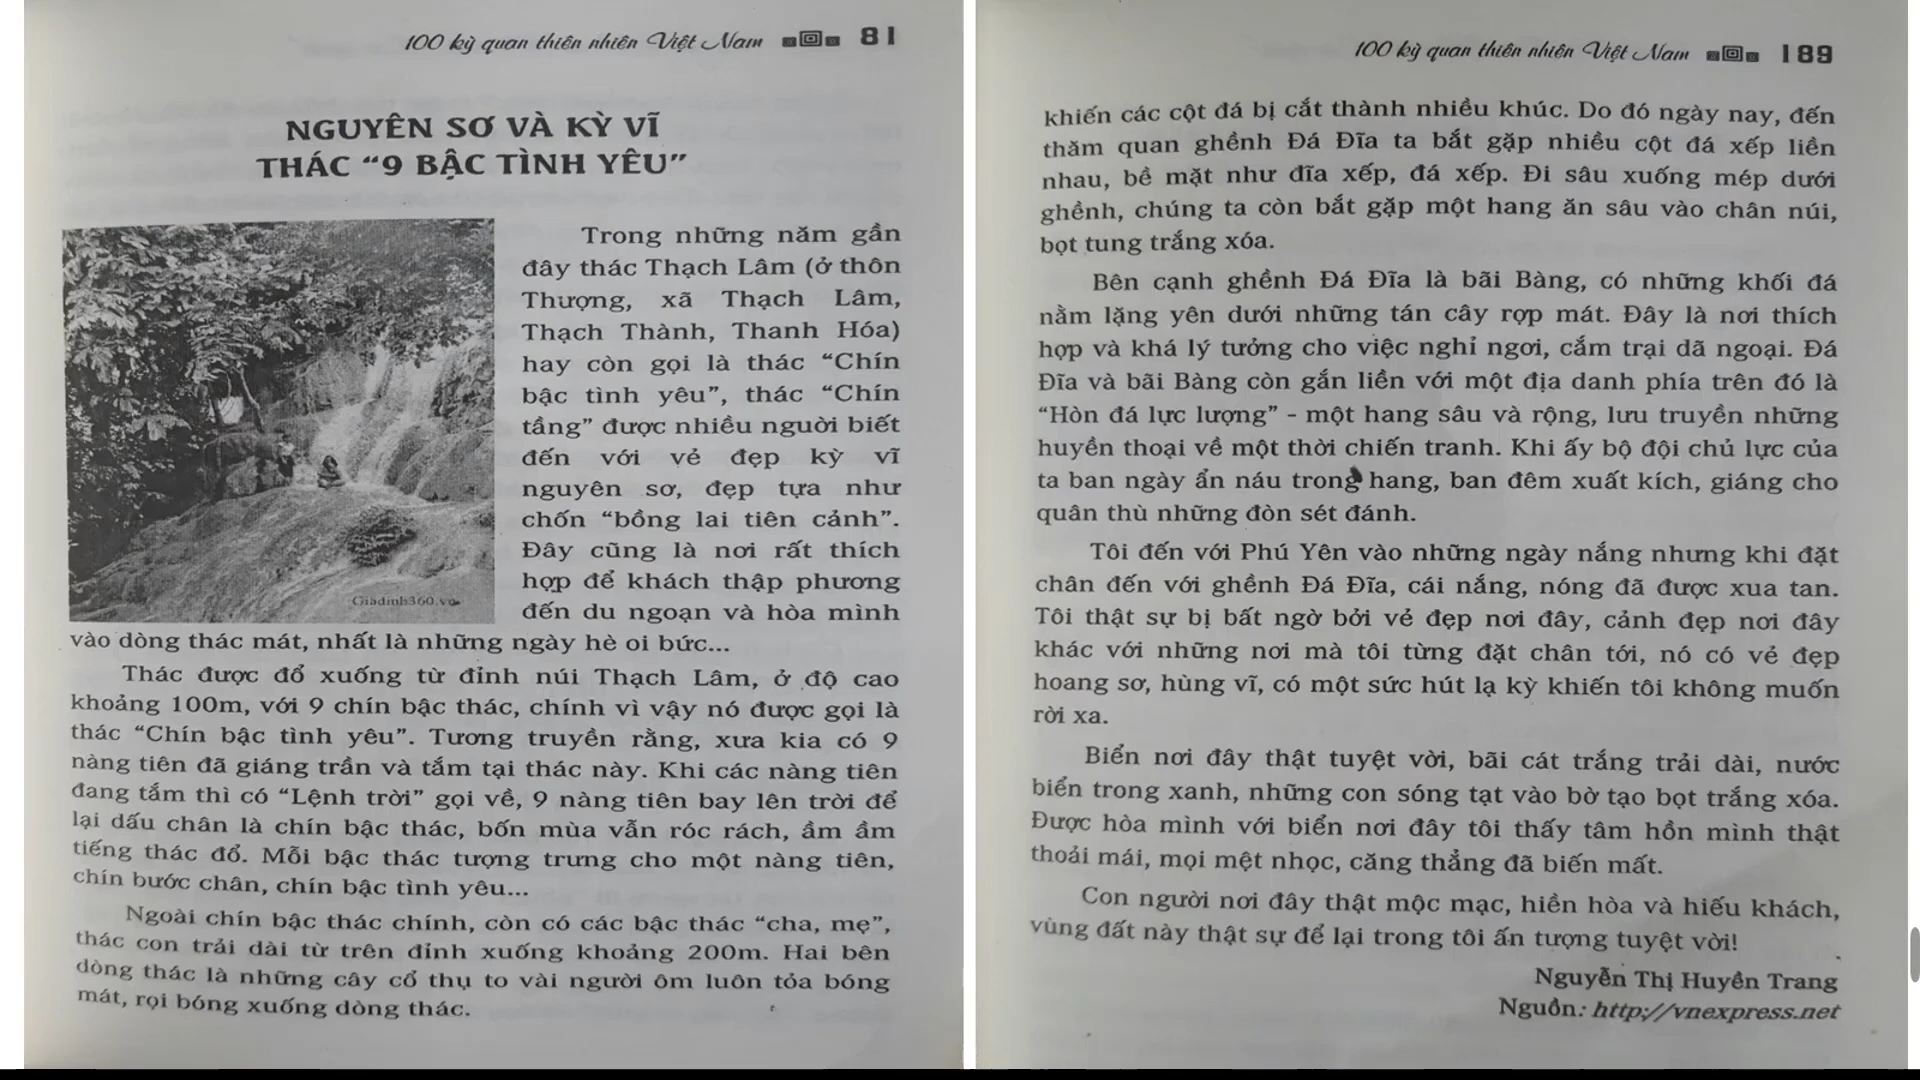 100 kỳ quan thiên nhiên Việt Nam 81
NGUYÊN SƠ VÀ KỲ VĨ
THÁC “9 BẬC TÌNH YÊU”
Trong những năm gần
đây thác Thạch Lâm (ở thôn
Thượng, xã Thạch Lâm,
Thạch Thành, Thanh Hóa)
hay còn gọi là thác “Chín
bậc tình yêu”, thác “Chín
tầng” được nhiều nguời biết
đến với vẻ đẹp kỳ vĩ
nguyên sơ, đẹp tựa như
chốn “bồng lai tiên cảnh”.
Đây cũng là nơi rất thích
hợp để khách thập phương
đến du ngoạn và hòa mình
Giadinh360.vn
vào dòng thác mát, nhất là những ngày hè oi bức...
Thác được đổ xuống từ đỉnh núi Thạch Lâm, ở độ cao
khoảng 100m, với 9 chín bậc thác, chính vì vậy nó được gọi là
thác “Chín bậc tình yêu”. Tương truyền rằng, xưa kia có 9
nàng tiên đã giáng trần và tắm tại thác này. Khi các nàng tiên
đang tắm thì có “Lệnh trời” gọi về, 9 nàng tiên bay lên trời để
lại dấu chân là chín bậc thác, bốn mùa vẫn róc rách, ầm ầm
tiếng thác đổ. Mỗi bậc thác tượng trưng cho một nàng tiên,
chín bước chân, chín bậc tình yêu...
Ngoài chín bậc thác chính, còn có các bậc thác “cha, mẹ”,
thác con trải dài từ trên đỉnh xuống khoảng 200m. Hai bên
dòng thác là những cây cổ thụ to vài người ôm luôn tỏa bóng
mát, rọi bóng xuống dòng thác.
100 kỳ quan thiên nhiên Việt Nam 189
khiến các cột đá bị cắt thành nhiều khúc. Do đó ngày nay, đến
thăm quan ghềnh Đá Đĩa ta bắt gặp nhiều cột đá xếp liền
nhau, bề mặt như đĩa xếp, đá xếp. Đi sâu xuống mép dưới
ghềnh, chúng ta còn bắt gặp một hang ăn sâu vào chân núi,
bọt tung trắng xóa.
Bên cạnh ghềnh Đá Đĩa là bãi Bàng, có những khối đá
nằm lặng yên dưới những tán cây rợp mát. Đây là nơi thích
hợp và khá lý tưởng cho việc nghỉ ngơi, cắm trại dã ngoại. Đá
Đĩa và bãi Bàng còn gắn liền với một địa danh phía trên đó là
“Hòn đá lực lượng” - một hang sâu và rộng, lưu truyền những
huyền thoại về một thời chiến tranh. Khi ấy bộ đội chủ lực của
ta ban ngày ẩn náu trong hang, ban đêm xuất kích, giáng cho
quân thù những đòn sét đánh.
Tôi đến với Phú Yên vào những ngày nắng nhưng khi đặt
chân đến với ghềnh Đá Đĩa, cái nắng, nóng đã được xua tan.
Tôi thật sự bị bất ngờ bởi vẻ đẹp nơi đây, cảnh đẹp nơi đây
khác với những nơi mà tôi từng đặt chân tới, nó có vẻ đẹp
hoang sơ, hùng vĩ, có một sức hút lạ kỳ khiến tôi không muốn
rời xa.
Biển nơi đây thật tuyệt vời, bãi cát trắng trải dài, nước
biển trong xanh, những con sóng tạt vào bờ tạo bọt trắng xóa.
Được hòa mình với biển nơi đây tôi thấy tâm hồn mình thật
thoải mái, mọi mệt nhọc, căng thẳng đã biến mất.
Con người nơi đây thật mộc mạc, hiền hòa và hiếu khách,
vùng đất này thật sự để lại trong tôi ấn tượng tuyệt vời!
Nguyễn Thị Huyền Trang
Nguồn: http://vnexpress.net